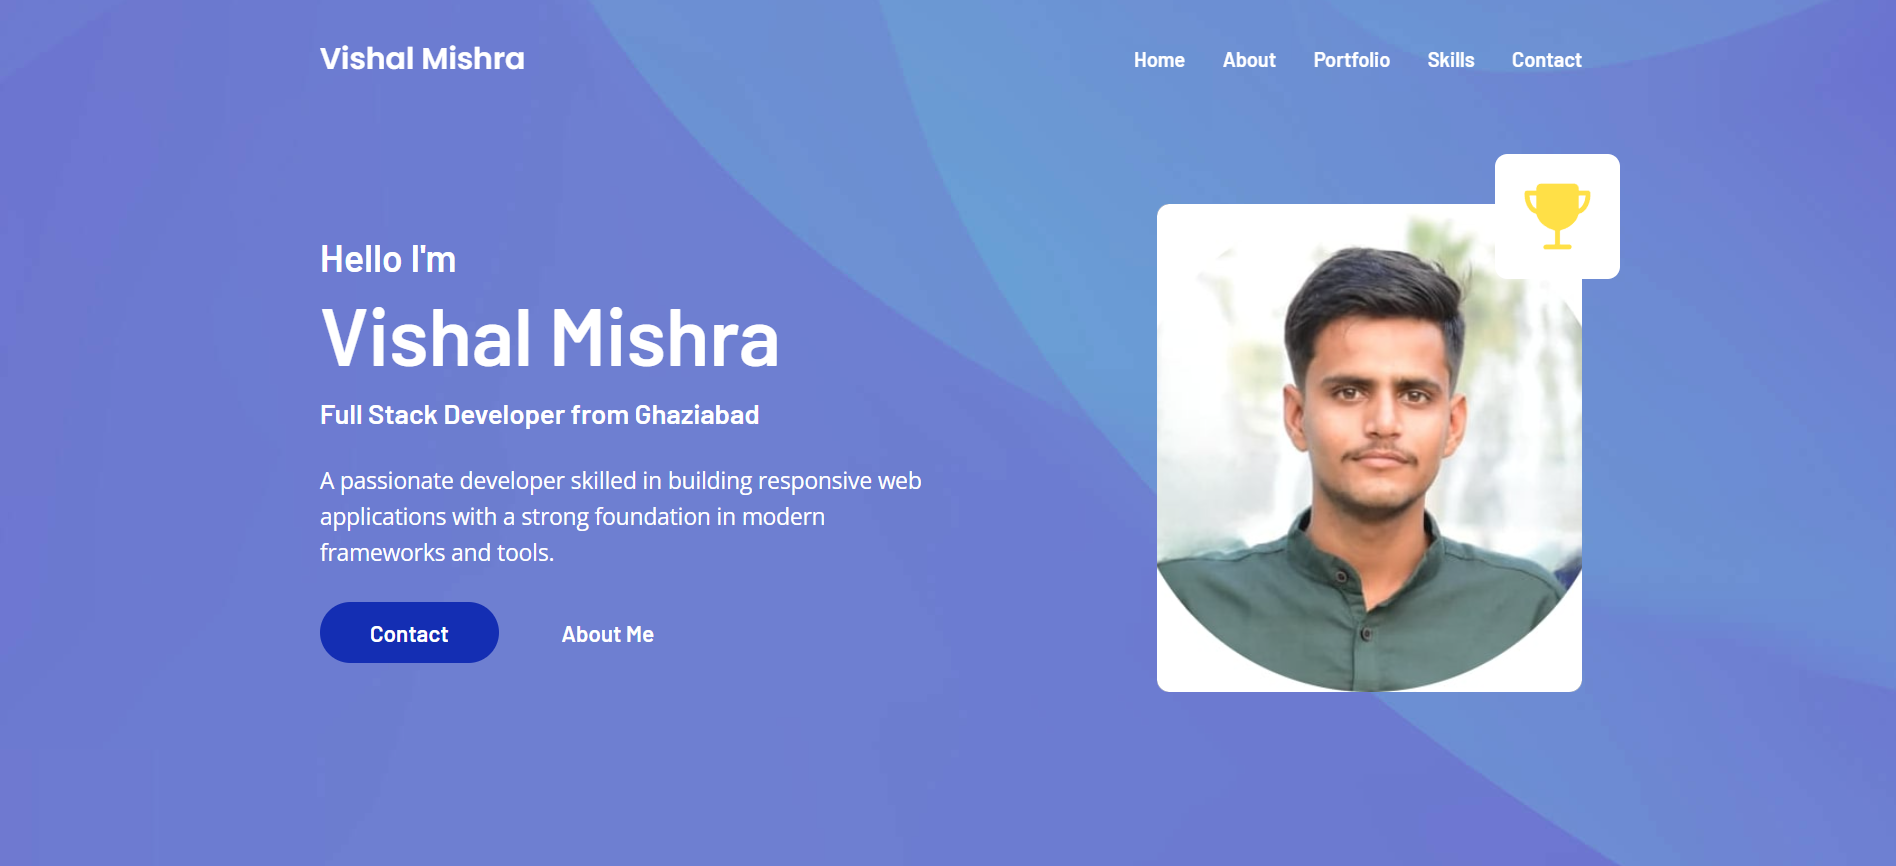 Vishal Mishra
Home About Portfolio Skills Contact
Hello I'm
Vishal Mishra
Full Stack Developer from Ghaziabad
A passionate developer skilled in building responsive web
applications with a strong foundation in modern
frameworks and tools.
Contact About Me